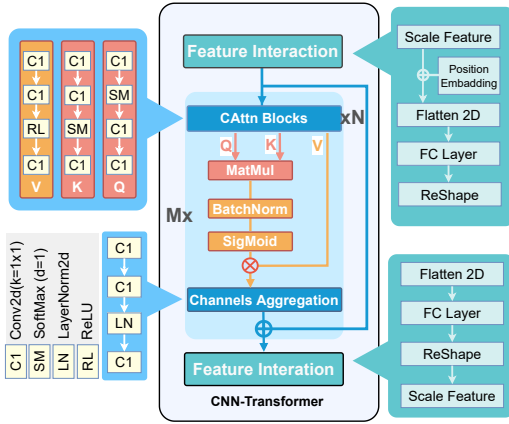 C1
C1
RL
C1
V
C1
C1
SM
C1
K
C1
SM
C1
C1
Q
C1
C1
LN
C1
C1 Conv2d(k=1x1)
SM SoftMax (d=1)
LN LayerNorm2d
RL ReLU
Feature Interaction
CAttn Blocks
xN
Q
K
V
MatMul
Mx
BatchNorm
SigMoid
Channels Aggregation
Feature Interation
CNN-Transformer
Scale Feature
Position
Embedding
Flatten 2D
FC Layer
ReShape
Flatten 2D
FC Layer
ReShape
Scale Feature